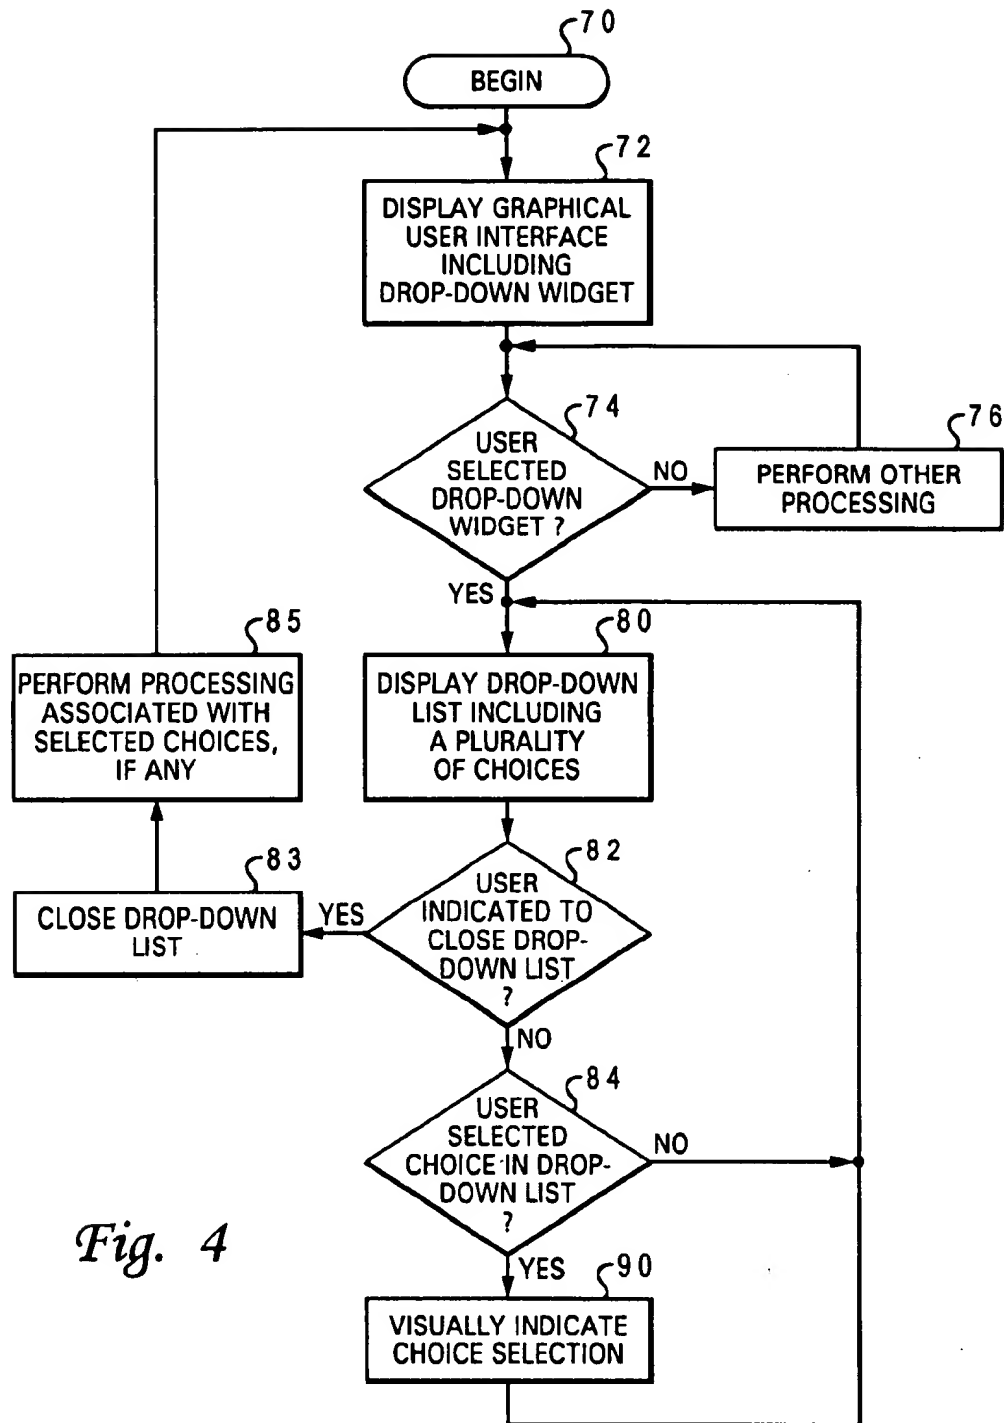 70
BEGIN
72
DISPLAY GRAPHICAL
USER INTERFACE
INCLUDING
DROP-DOWN WIDGET
74
USER
SELECTED
DROP-DOWN
WIDGET ?
NO
76
PERFORM OTHER
PROCESSING
YES
80
DISPLAY DROP-DOWN
LIST INCLUDING
A PLURALITY
OF CHOICES
85
PERFORM PROCESSING
ASSOCIATED WITH
SELECTED CHOICES,
IF ANY
82
USER
INDICATED TO
CLOSE DROP-
DOWN LIST
?
YES
83
CLOSE DROP-DOWN
LIST
NO
84
USER
SELECTED
CHOICE IN DROP-
DOWN LIST
?
NO
YES
90
VISUALLY INDICATE
CHOICE SELECTION
Fig. 4